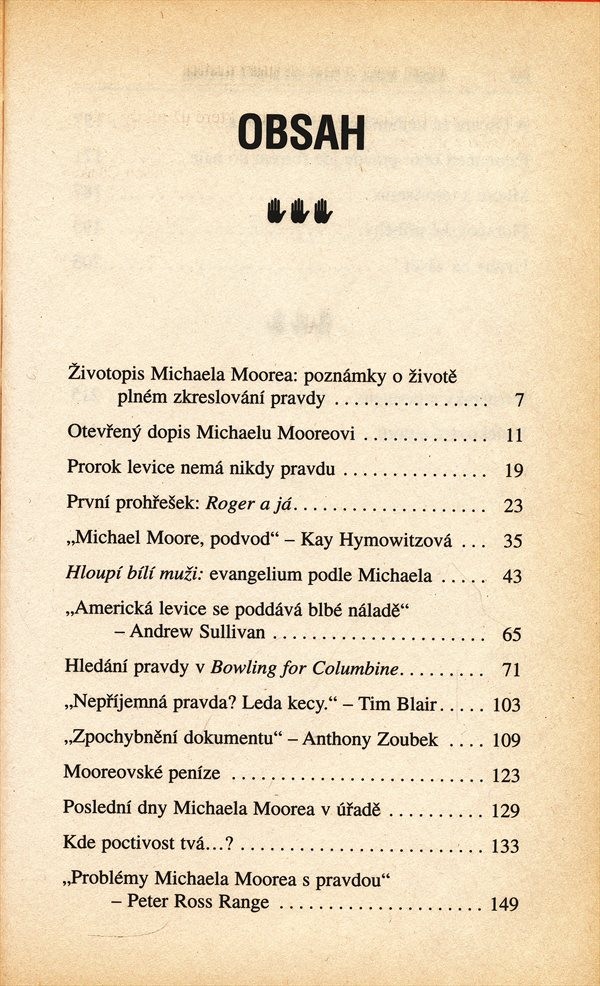 OBSAH
Životopis Michaela Moorea: poznámky o životě
plném zkreslování pravdy ................ 7
Otevřený dopis Michaelu Mooreovi ............. 11
Prorok levice nemá nikdy pravdu ............... 19
První prohřešek: Roger a já.................... 23
„Michael Moore, podvod“ – Kay Hymowitzová ... 35
Hloupí bílí muži: evangelium podle Michaela ..... 43
„Americká levice se poddává blbé náladě“
– Andrew Sullivan ...................... 65
Hledání pravdy v Bowling for Columbine......... 71
„Nepříjemná pravda? Leda kecy.“ – Tim Blair..... 103
„Zpochybnění dokumentu“ – Anthony Zoubek .... 109
Mooreovské peníze .......................... 123
Poslední dny Michaela Moorea v úřadě .......... 129
Kde poctivost tvá...? ......................... 133
„Problémy Michaela Moorea s pravdou“
– Peter Ross Range ..................... 149